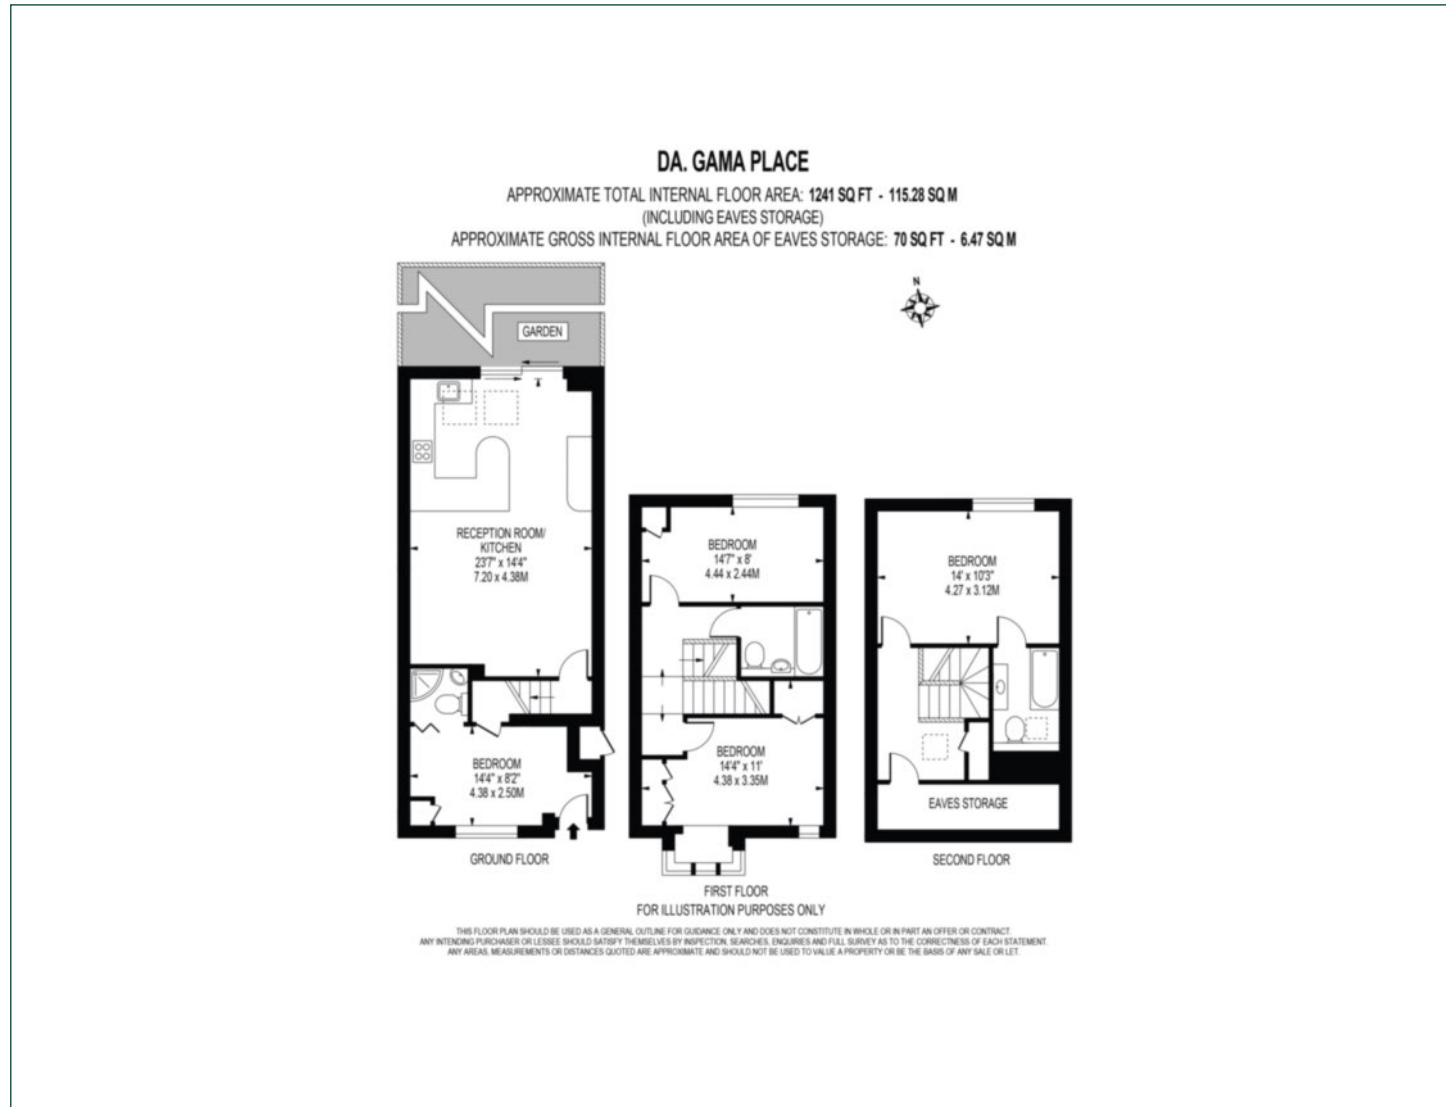 DA. GAMA PLACE
APPROXIMATE TOTAL INTERNAL FLOOR AREA: 1241 SQ FT - 115.28 SQ M
(INCLUDING EAVES STORAGE)
APPROXIMATE GROSS INTERNAL FLOOR AREA OF EAVES STORAGE: 70 SQ FT - 6.47 SQ M
N
GARDEN
RECEPTION ROOM/
KITCHEN
23'7" x 14'4"
7.20 x 4.38M
BEDROOM
14'4" x 8'2"
4.38 x 2.50M
GROUND FLOOR
BEDROOM
14'7" x 8'
4.44 x 2.44M
BEDROOM
14'4" x 11'
4.38 x 3.35M
FIRST FLOOR
BEDROOM
14' x 10'3"
4.27 x 3.12M
EAVES STORAGE
SECOND FLOOR
FOR ILLUSTRATION PURPOSES ONLY
THIS FLOOR PLAN SHOULD BE USED AS A GENERAL OUTLINE FOR GUIDANCE ONLY AND DOES NOT CONSTITUTE IN WHOLE OR IN PART AN OFFER OR CONTRACT.
ANY INTENDING PURCHASER OR LESSEE SHOULD SATISFY THEMSELVES BY INSPECTION, SEARCHES, ENQUIRIES AND FULL SURVEY AS TO THE CORRECTNESS OF EACH STATEMENT.
ANY AREAS, MEASUREMENTS OR DISTANCES QUOTED ARE APPROXIMATE AND SHOULD NOT BE USED TO VALUE A PROPERTY OR BE THE BASIS OF ANY SALE OR LET.